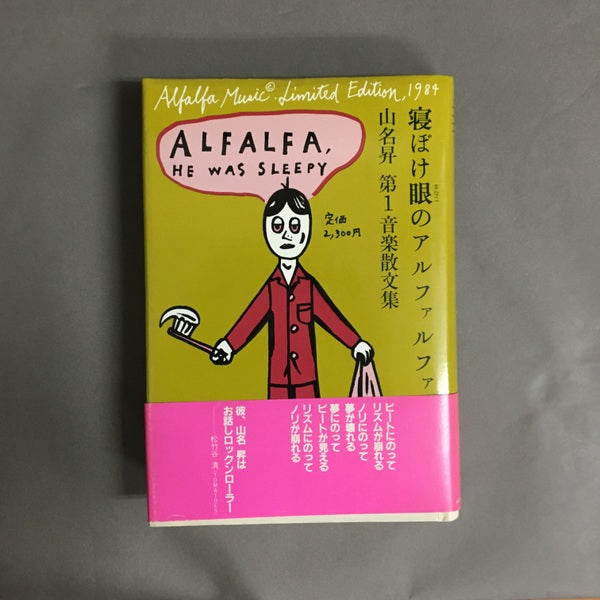 Alfalfa Music©. Limited Edition, 1984
ALFALFA,
HE WAS SLEEPY
寝ぼけ眼のアルファルファ
まなこ
山名昇 第1音楽散文集
定価
2,300円
ビートにのって
リズムが崩れる
ノリにのって
夢が壊れる
夢にのって
ビートが見える
リズムにのって
ノリが崩れる
彼、山名 昇は
お話しロックンローラー